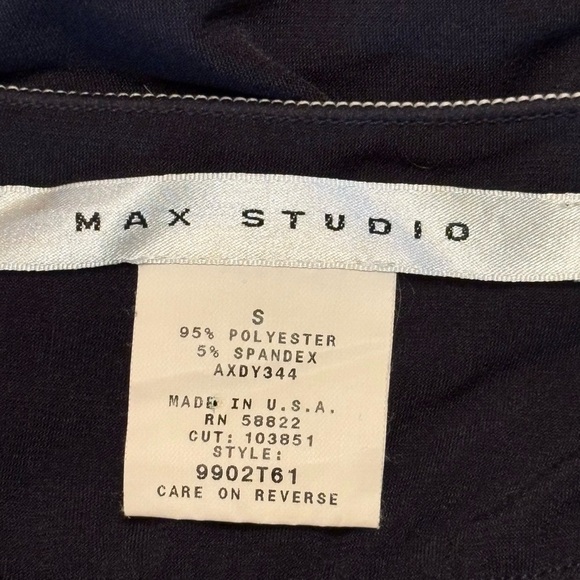 MAX STUDIO
S
95% POLYESTER
5% SPANDEX
AXDY344
MADE IN U.S.A.
RN 58822
CUT: 103851
STYLE:
9902T61
CARE ON REVERSE